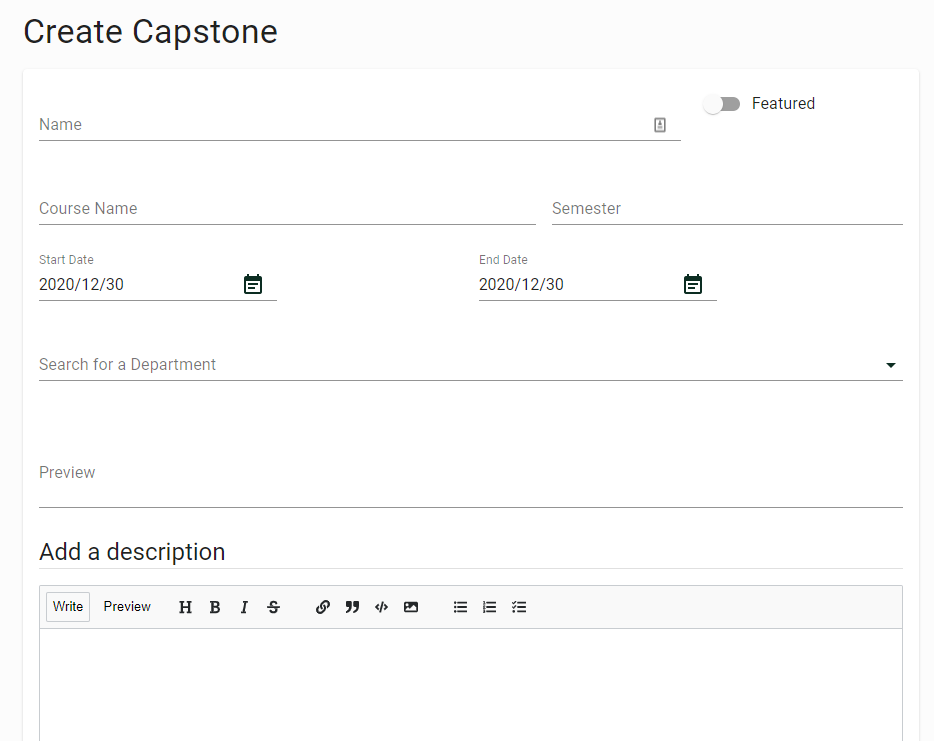 Create Capstone
Featured
Name
Course Name Semester
Start Date End Date
2020/12/30 2020/12/30
Search for a Department
Preview
Add a description
Write Preview H B I S